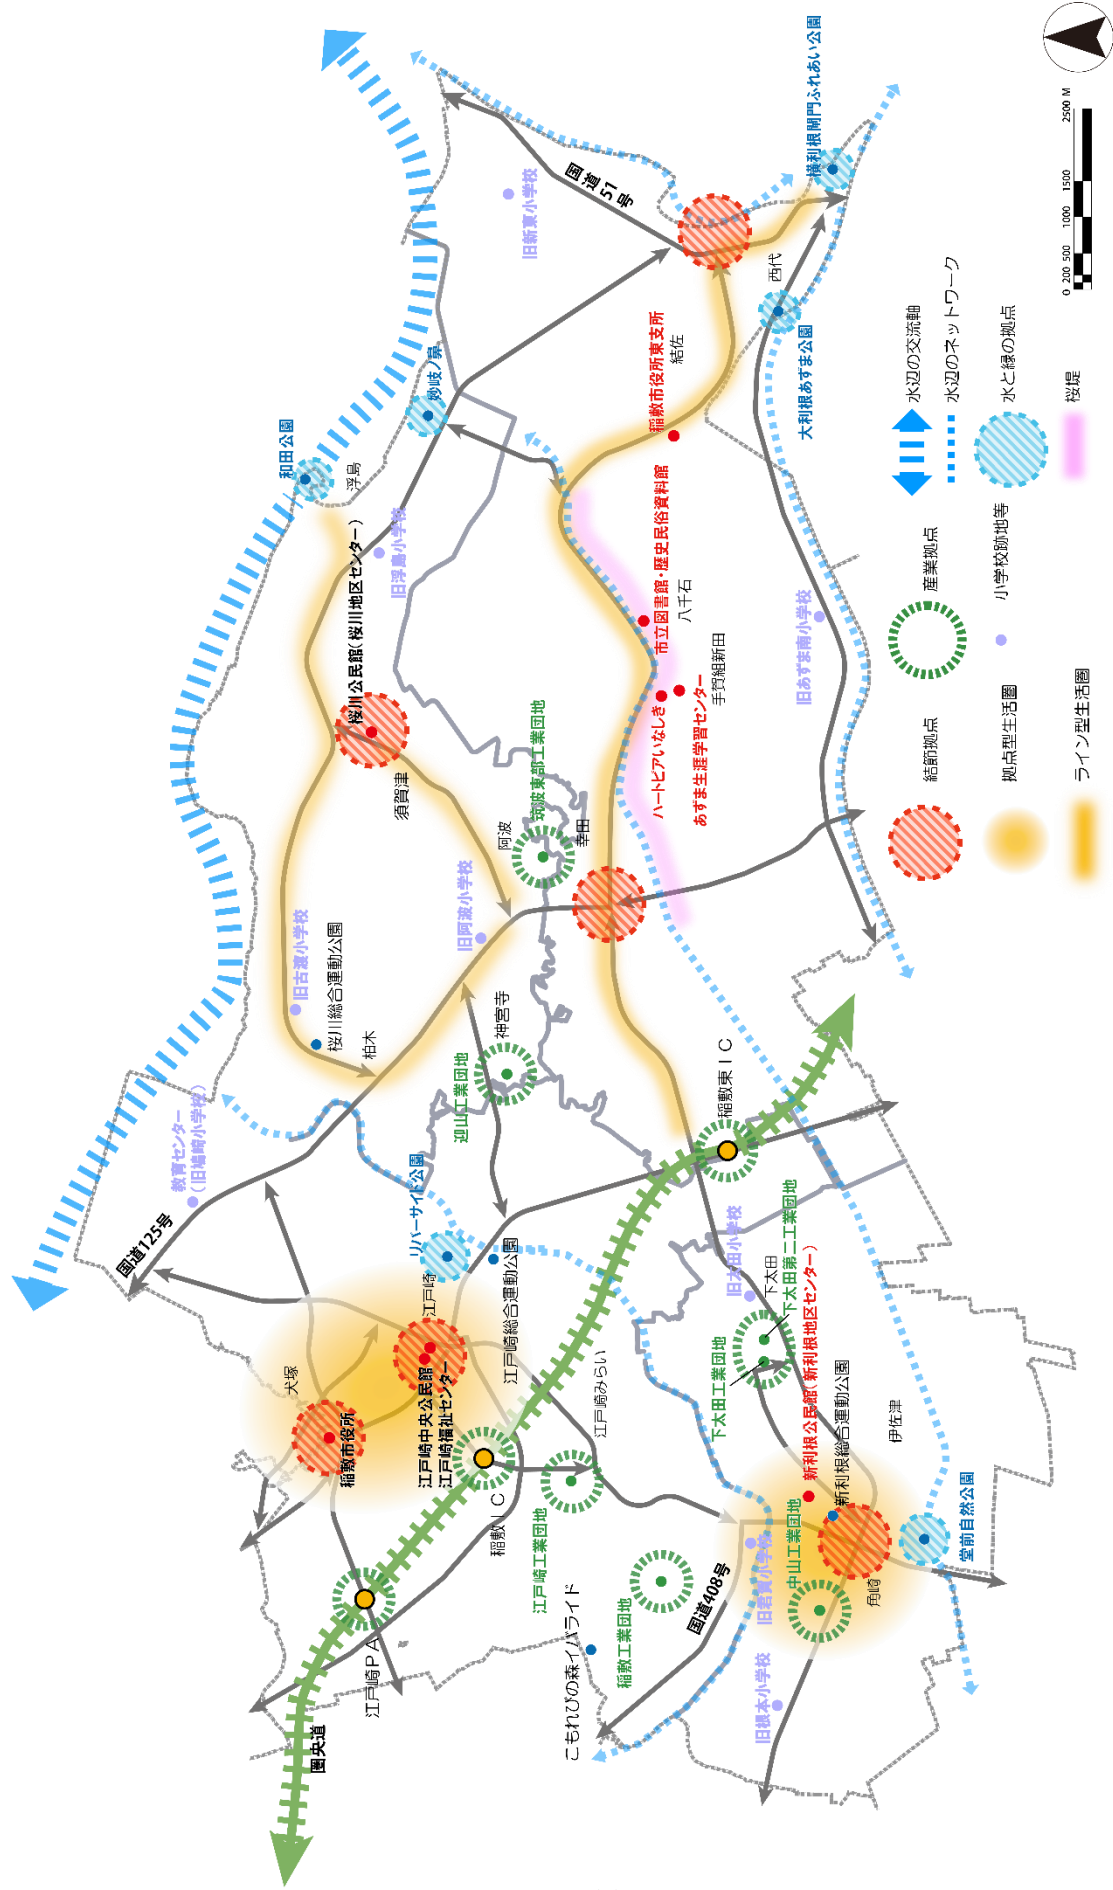 圏央道
江戸崎ＰＡ
稲敷市役所
犬塚
国道125号
教育センター
（旧鳩崎小学校）
江戸崎
江戸崎中央公民館
江戸崎福祉センター
リバーサイド公園
江戸崎総合運動公園
稲敷ＩＣ
江戸崎みらい
江戸崎工業団地
こもれびの森イバライド
稲敷工業団地
国道408号
旧根本小学校
旧君賀小学校
中山工業団地
角崎
新利根公民館（新利根地区センター）
新利根総合運動公園
伊佐津
堂前自然公園
下太田工業団地
下太田
下太田第二工業団地
旧太田小学校
稲敷東ＩＣ
迎山工業団地
神宮寺
柏木
桜川総合運動公園
旧古渡小学校
旧阿波小学校
阿波
筑波東部工業団地
幸田
須賀津
桜川公民館（桜川地区センター）
旧浮島小学校
浮島
和田公園
妙岐ノ鼻
ハートピアいなしき
あずま生涯学習センター
手賀組新田
八千石
市立図書館・歴史民俗資料館
稲敷市役所東支所
結佐
旧あずま南小学校
大利根あずま公園
西代
国道51号
旧新東小学校
横利根閘門ふれあい公園
結節拠点
産業拠点
水辺の交流軸
水辺のネットワーク
拠点型生活圏
小学校跡地等
水と緑の拠点
ライン型生活圏
桜堤
0 200 500 1000 1500 2500 M